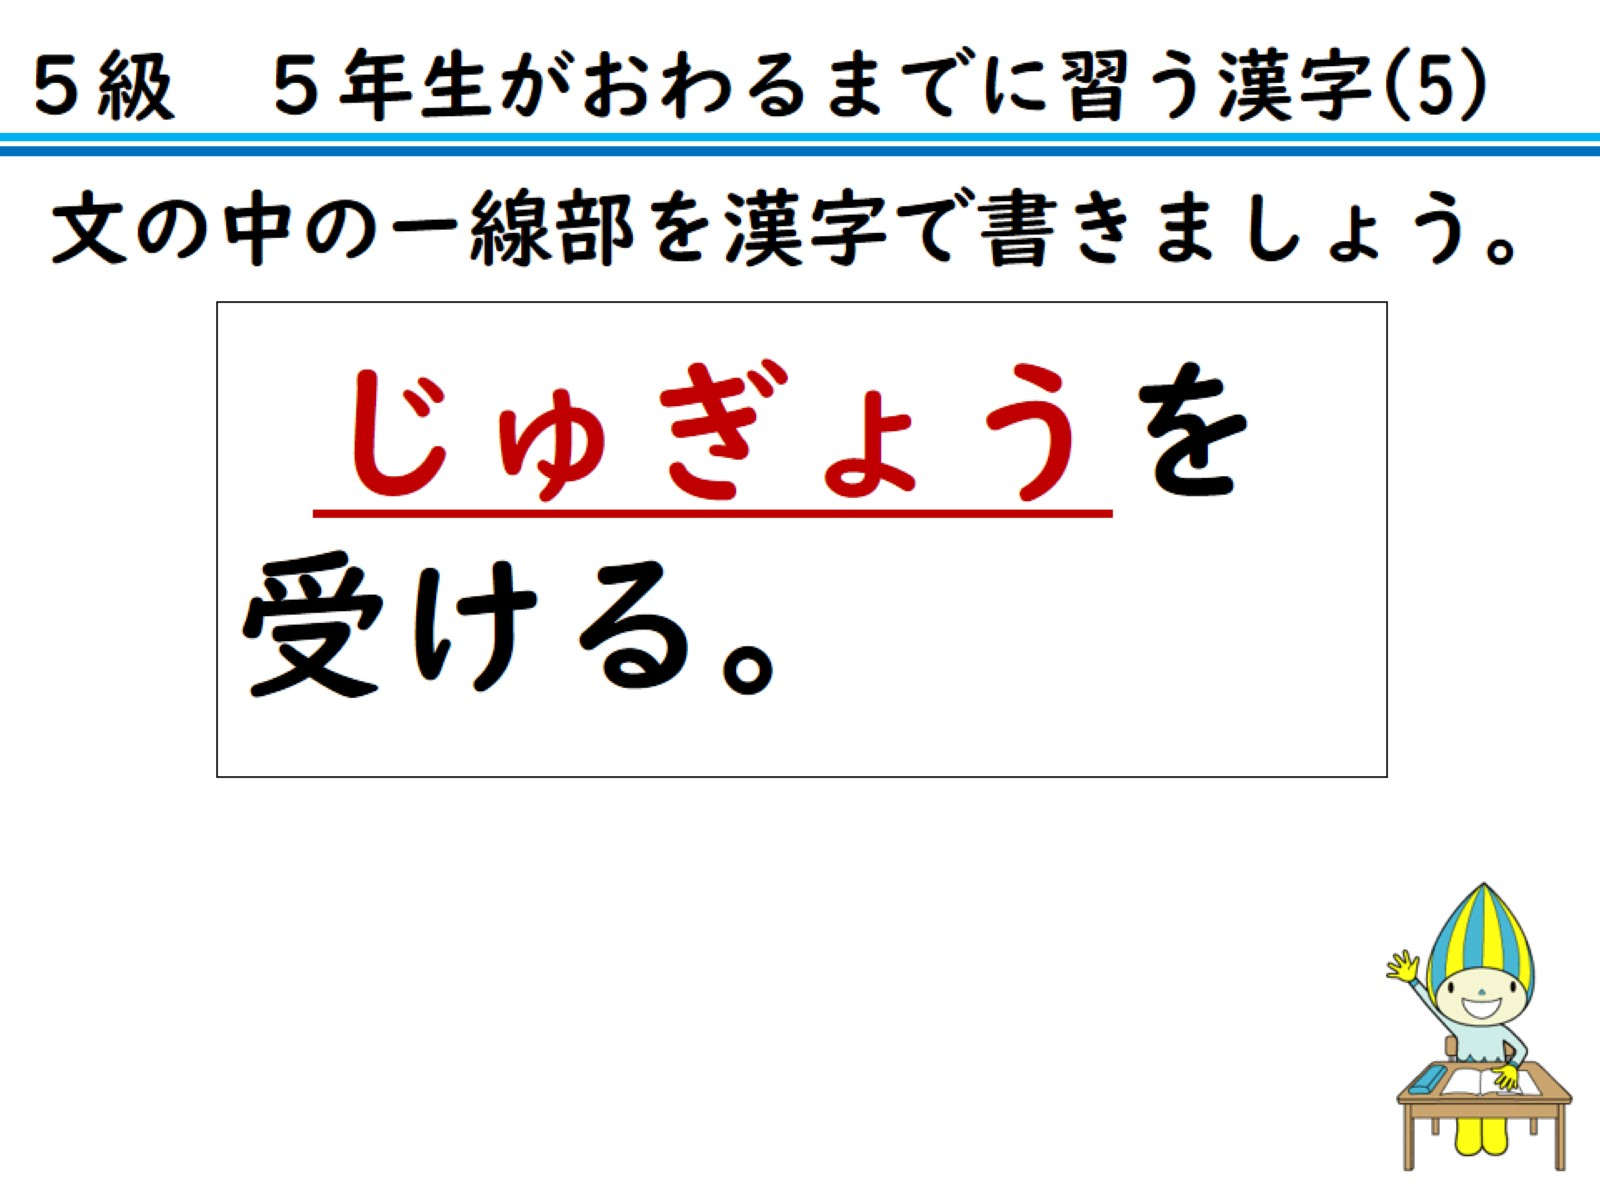 ５級　５年生がおわるまでに習う漢字(5)
文の中の―線部を漢字で書きましょう。
じゅぎょうを
受ける。